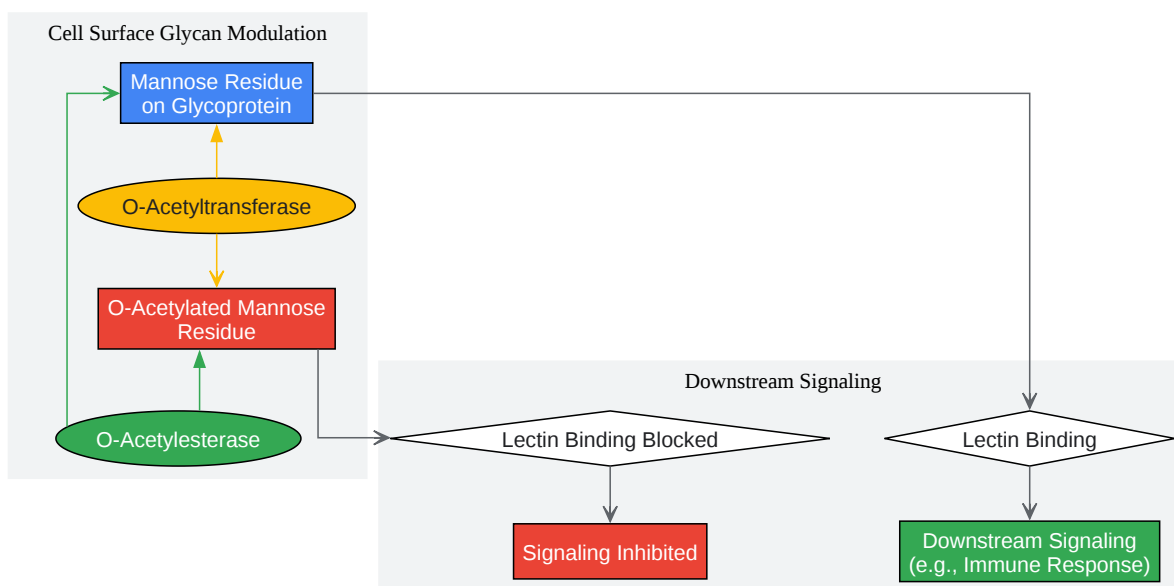 Cell Surface Glycan Modulation
Mannose Residue
on Glycoprotein
O-Acetyltransferase
O-Acetylated Mannose
Residue
O-Acetylesterase
Downstream Signaling
Lectin Binding Blocked
Lectin Binding
Signaling Inhibited
Downstream Signaling
(e.g., Immune Response)